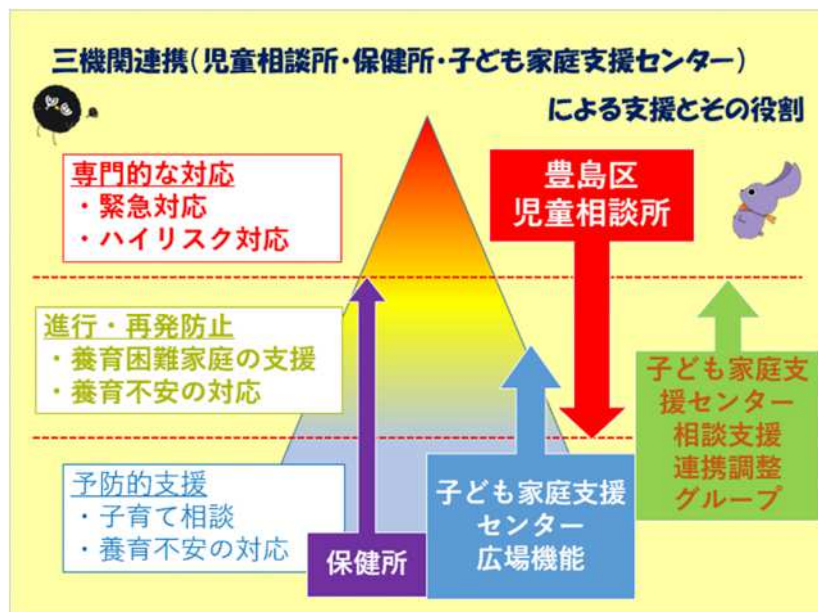 三機関連携(児童相談所・保健所・子ども家庭支援センター)
による支援とその役割
専門的な対応
・緊急対応
・ハイリスク対応
豊島区
児童相談所
進行・再発防止
・養育困難家庭の支援
・養育不安の対応
子ども家庭支
援センター
相談支援
連携調整
グループ
予防的支援
・子育て相談
・養育不安の対応
保健所
子ども家庭支援
センター
広場機能